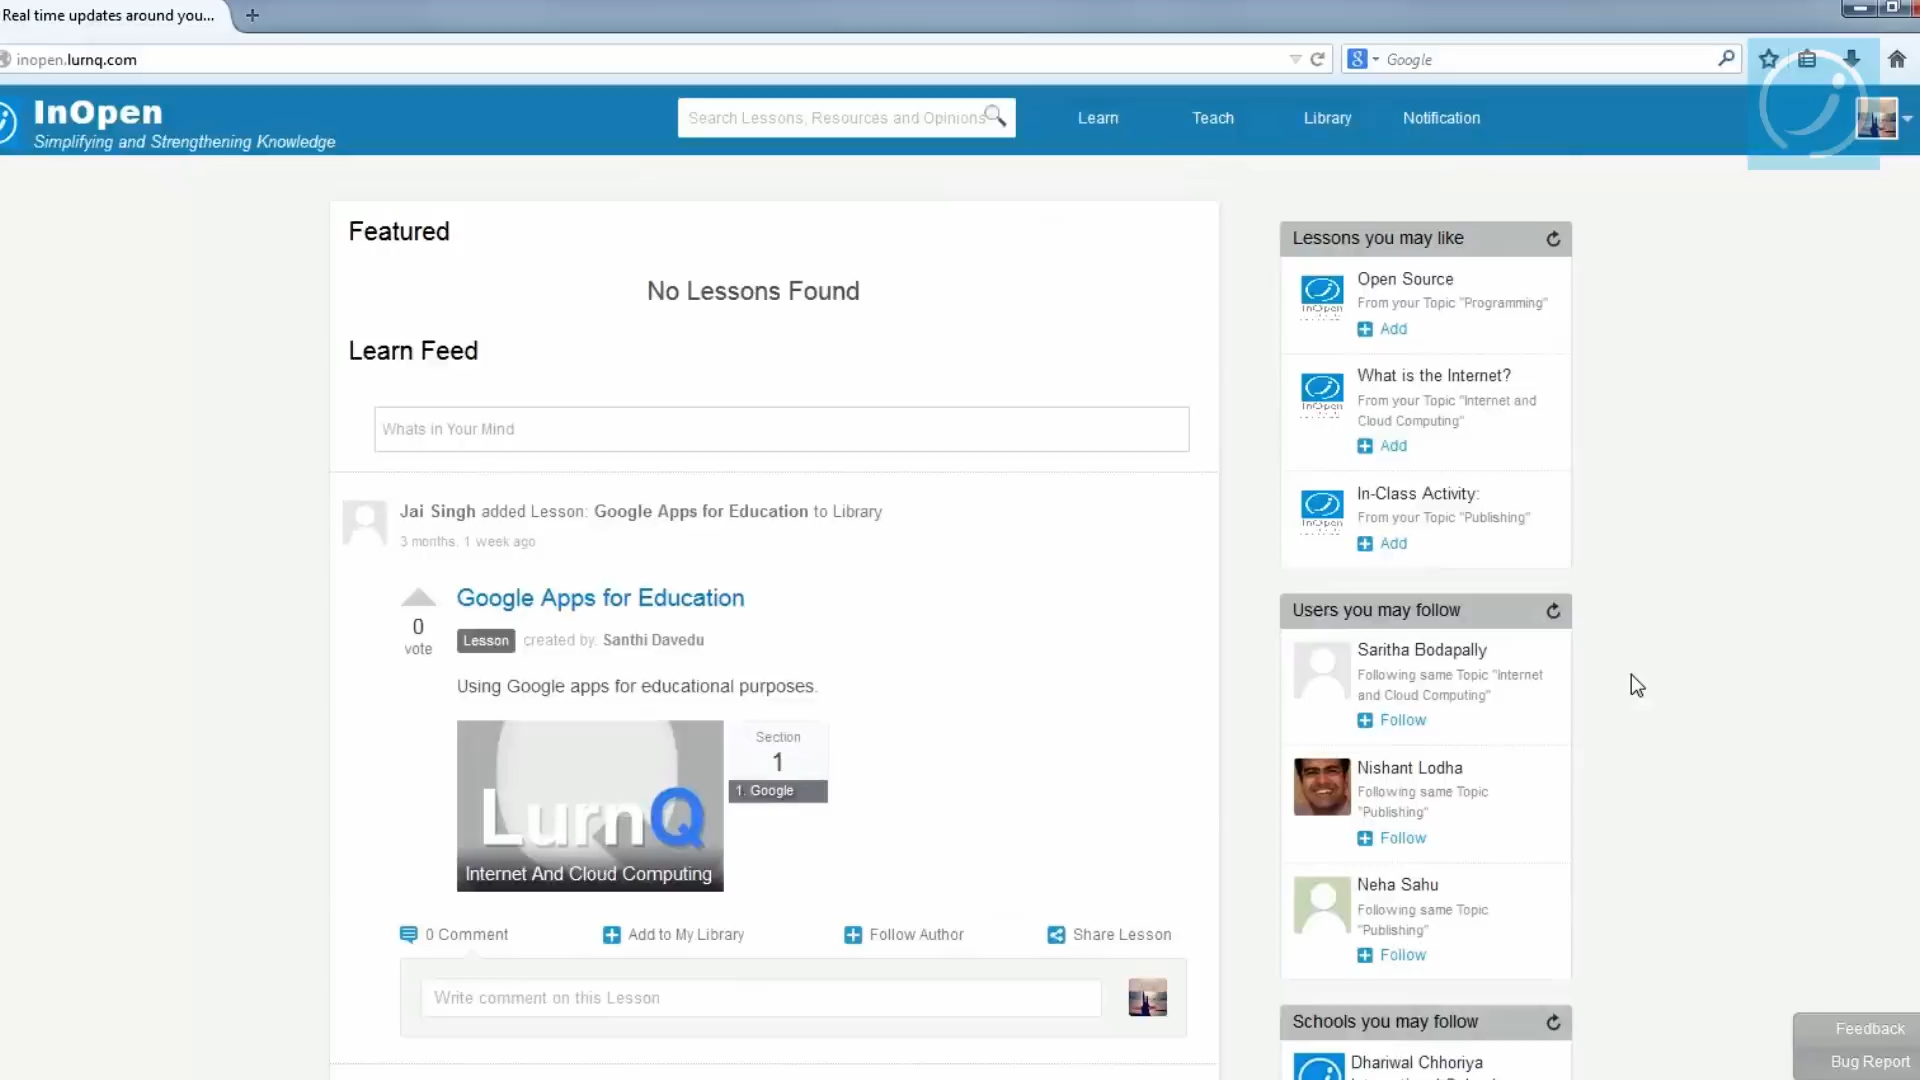 Real time updates around you...
inopen.lurnq.com
Google
InOpen
Simplifying and Strengthening Knowledge
Search Lessons, Resources and Opinions
Learn
Teach
Library
Notification
Featured
No Lessons Found
Learn Feed
Whats in Your Mind
Jai Singh added Lesson: Google Apps for Education to Library
3 months, 1 week ago
0
vote
Google Apps for Education
Lesson created by: Santhi Davedu
Using Google apps for educational purposes.
LurnQ
Internet And Cloud Computing
Section
1
1. Google
0 Comment
Add to My Library
Follow Author
Share Lesson
Write comment on this Lesson
Lessons you may like
InOpen
Open Source
From your Topic "Programming"
Add
InOpen
What is the Internet?
From your Topic "Internet and
Cloud Computing"
Add
InOpen
In-Class Activity:
From your Topic "Publishing"
Add
Users you may follow
Saritha Bodapally
Following same Topic "Internet
and Cloud Computing"
Follow
Nishant Lodha
Following same Topic
"Publishing"
Follow
Neha Sahu
Following same Topic
"Publishing"
Follow
Schools you may follow
Dhariwal Chhoriya
Feedback
Bug Report